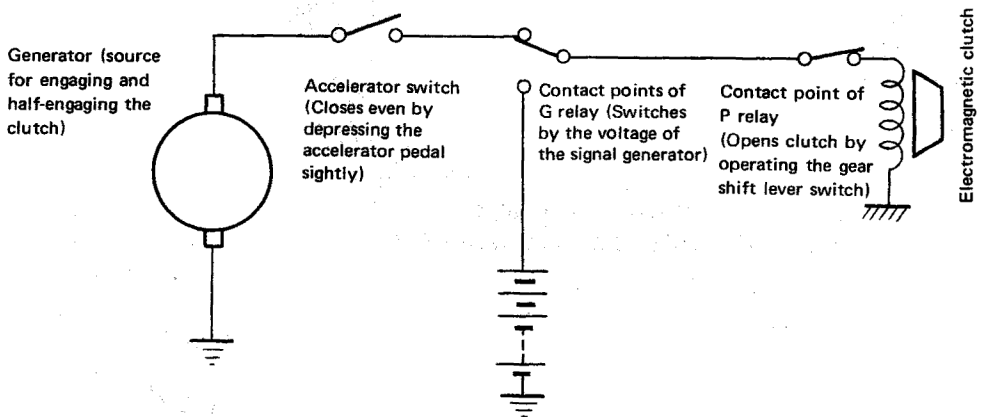 Generator (source
for engaging and
half-engaging the
clutch)
Accelerator switch
(Closes even by
depressing the
accelerator pedal
sightly)
Contact points of
G relay (Switches
by the voltage of
the signal generator)
Contact point of
P relay
(Opens clutch by
operating the gear
shift lever switch)
Electromagnetic clutch